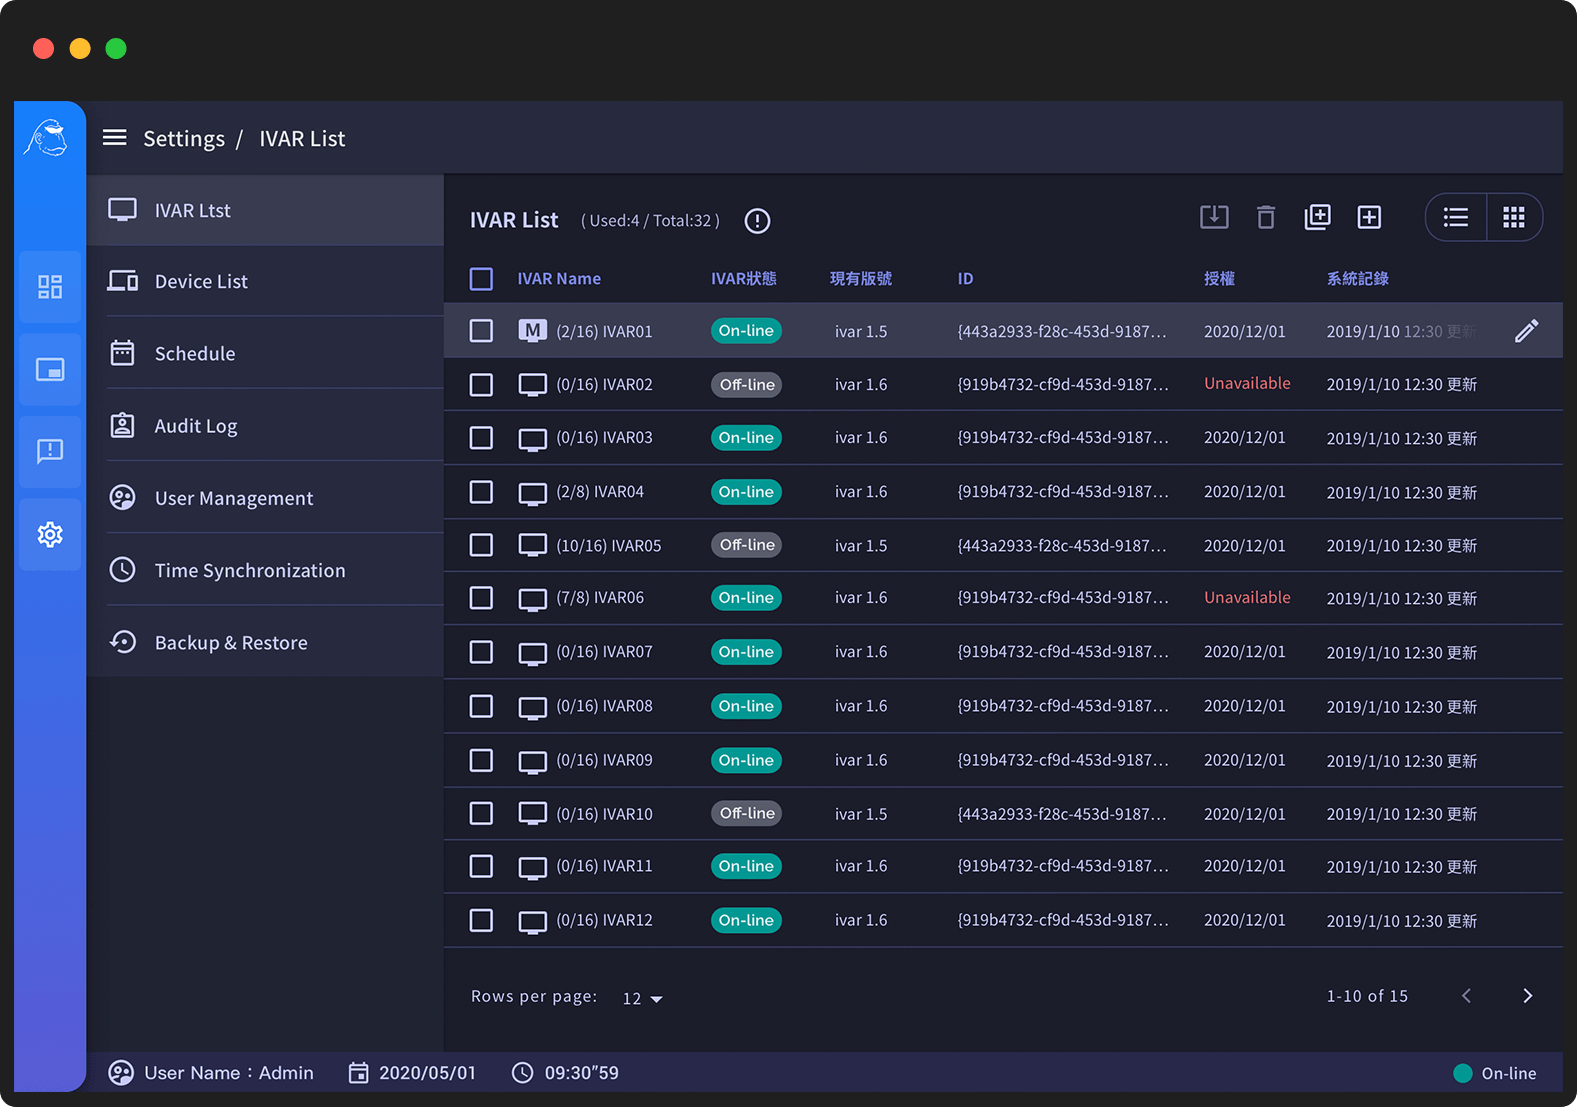 Settings / IVAR List
IVAR Ltst
Device List
Schedule
Audit Log
User Management
Time Synchronization
Backup & Restore
IVAR List (Used:4 / Total:32)
IVAR Name IVAR狀態 現有版號 ID 授權 系統記錄
M (2/16) IVAR01 On-line ivar 1.5 {443a2933-f28c-453d-9187... 2020/12/01 2019/1/10 12:30 更新
(0/16) IVAR02 Off-line ivar 1.6 {919b4732-cf9d-453d-9187... Unavailable 2019/1/10 12:30 更新
(0/16) IVAR03 On-line ivar 1.6 {919b4732-cf9d-453d-9187... 2020/12/01 2019/1/10 12:30 更新
(2/8) IVAR04 On-line ivar 1.6 {919b4732-cf9d-453d-9187... 2020/12/01 2019/1/10 12:30 更新
(10/16) IVAR05 Off-line ivar 1.5 {443a2933-f28c-453d-9187... 2020/12/01 2019/1/10 12:30 更新
(7/8) IVAR06 On-line ivar 1.6 {919b4732-cf9d-453d-9187... Unavailable 2019/1/10 12:30 更新
(0/16) IVAR07 On-line ivar 1.6 {919b4732-cf9d-453d-9187... 2020/12/01 2019/1/10 12:30 更新
(0/16) IVAR08 On-line ivar 1.6 {919b4732-cf9d-453d-9187... 2020/12/01 2019/1/10 12:30 更新
(0/16) IVAR09 On-line ivar 1.6 {919b4732-cf9d-453d-9187... 2020/12/01 2019/1/10 12:30 更新
(0/16) IVAR10 Off-line ivar 1.5 {443a2933-f28c-453d-9187... 2020/12/01 2019/1/10 12:30 更新
(0/16) IVAR11 On-line ivar 1.6 {919b4732-cf9d-453d-9187... 2020/12/01 2019/1/10 12:30 更新
(0/16) IVAR12 On-line ivar 1.6 {919b4732-cf9d-453d-9187... 2020/12/01 2019/1/10 12:30 更新
Rows per page: 12 1-10 of 15
User Name：Admin 2020/05/01 09:30”59 On-line